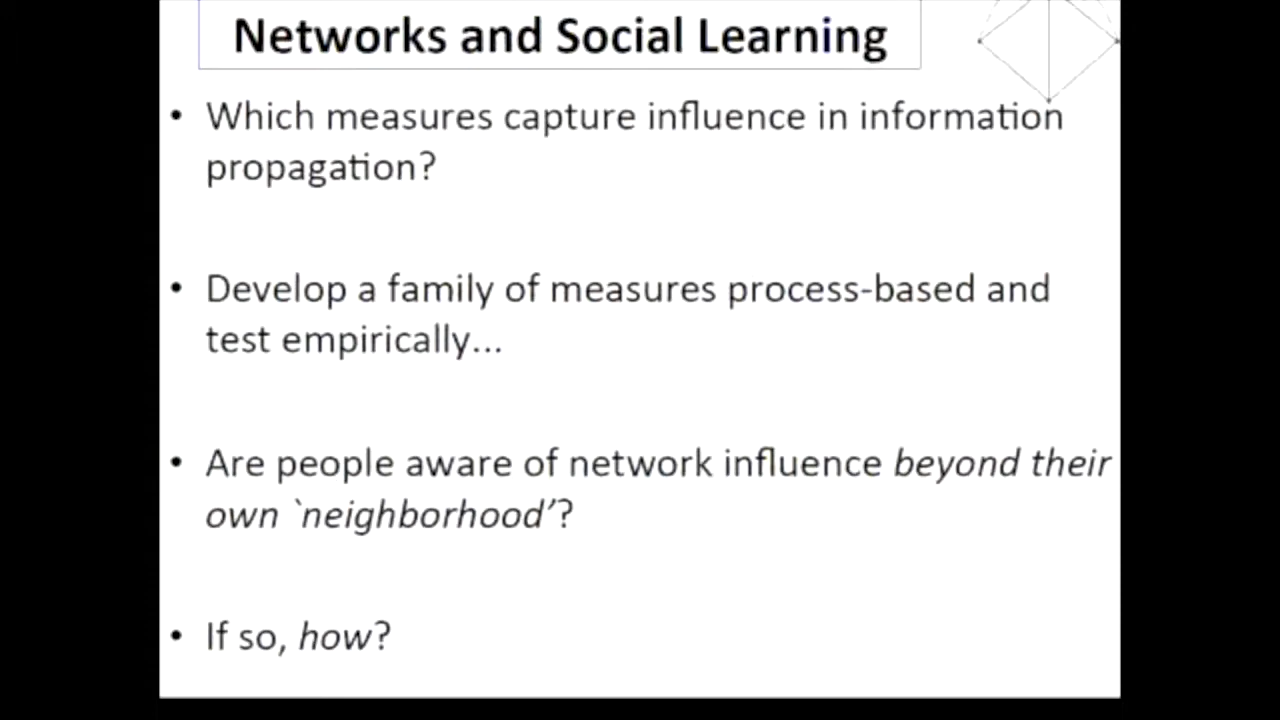 Networks and Social Learning
• Which measures capture influence in information
propagation?
• Develop a family of measures process-based and
test empirically...
• Are people aware of network influence beyond their
own `neighborhood’?
• If so, how?